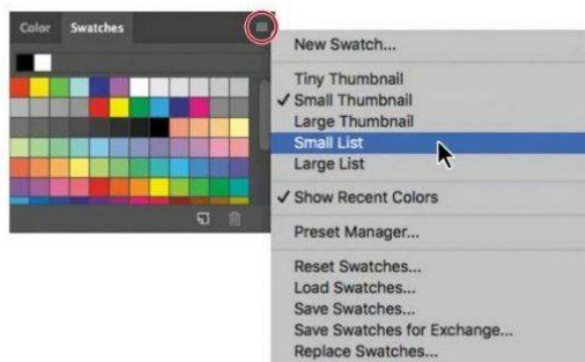 Color Swatches
New Swatch...
Tiny Thumbnail
✓ Small Thumbnail
Large Thumbnail
Small List
Large List
✓ Show Recent Colors
Preset Manager...
Reset Swatches...
Load Swatches...
Save Swatches...
Save Swatches for Exchange...
Replace Swatches...